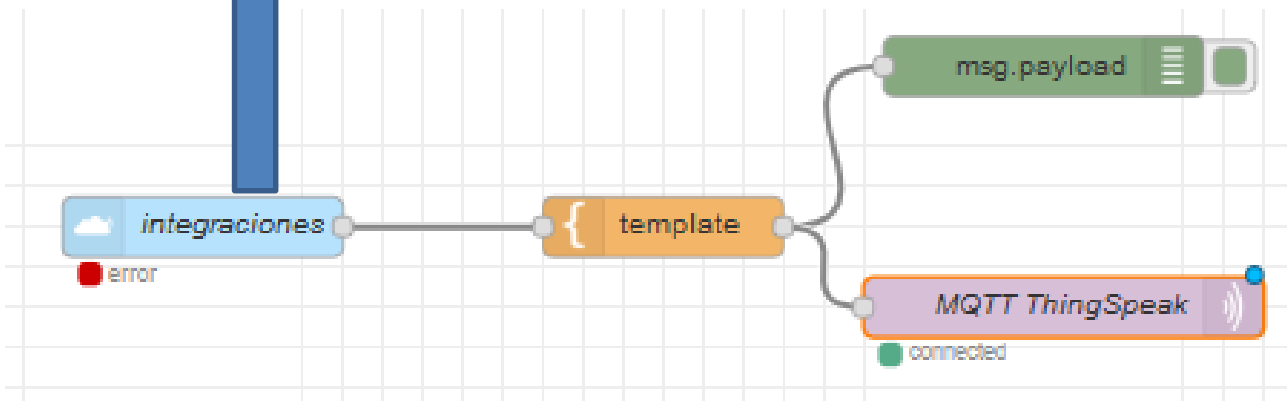 msg.payload
integraciones
template
error
MQTT ThingSpeak
connected